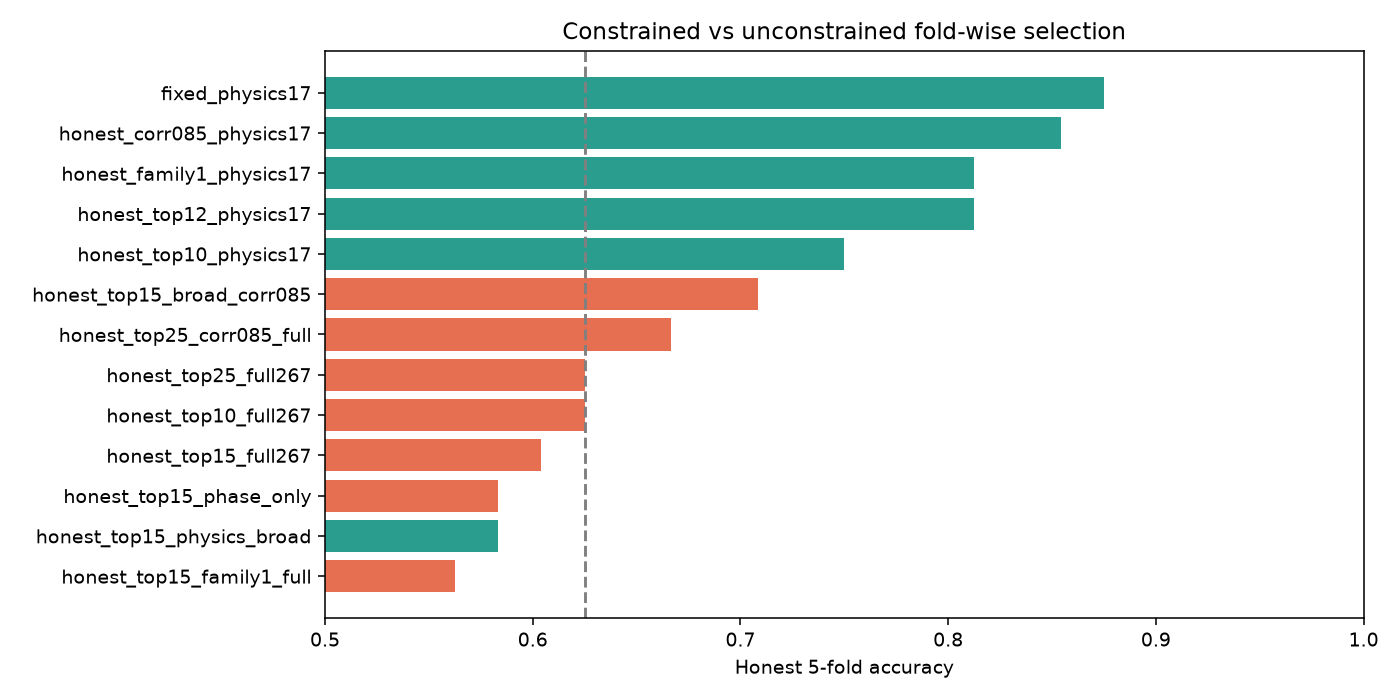 Constrained vs unconstrained fold-wise selection
fixed_physics17
honest_corr085_physics17
honest_family1_physics17
honest_top12_physics17
honest_top10_physics17
honest_top15_broad_corr085
honest_top25_corr085_full
honest_top25_full267
honest_top10_full267
honest_top15_full267
honest_top15_phase_only
honest_top15_physics_broad
honest_top15_family1_full
0.5 0.6 0.7 0.8 0.9 1.0
Honest 5-fold accuracy